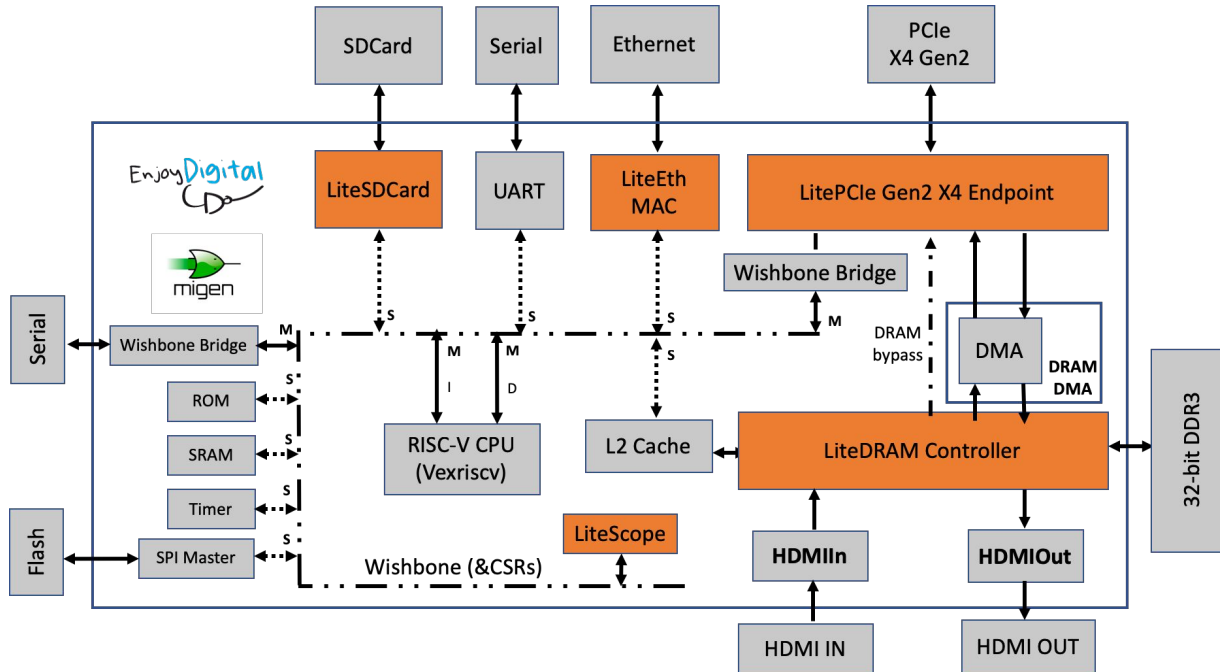 SDCard
Serial
Ethernet
PCIe
X4 Gen2
EnjoyDigital
D
LiteSDCard
UART
LiteEth
MAC
LitePCIe Gen2 X4 Endpoint
migen
Wishbone Bridge
S
S
S
M
Serial
Wishbone Bridge
M
M
M
S
DRAM
bypass
DMA
DRAM
DMA
I
D
ROM
S
SRAM
S
RISC-V CPU
(Vexriscv)
L2 Cache
LiteDRAM Controller
32-bit DDR3
Timer
S
Flash
SPI Master
S
LiteScope
Wishbone (&CSRs)
HDMIIn
HDMIOut
HDMI IN
HDMI OUT